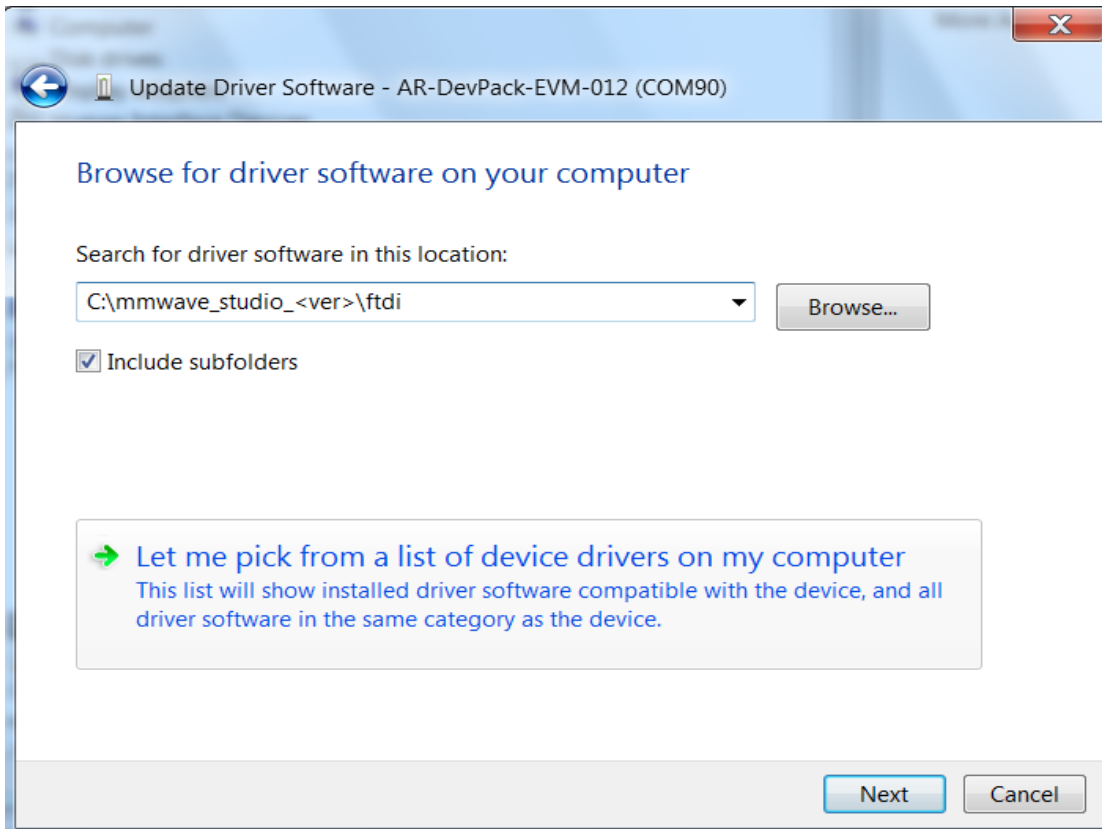 Computer
Disk drives
Update Driver Software - AR-DevPack-EVM-012 (COM90)
Browse for driver software on your computer
Search for driver software in this location:
C:\mmwave_studio_<ver>\ftdi
Browse...
Include subfolders
Let me pick from a list of device drivers on my computer
This list will show installed driver software compatible with the device, and all
driver software in the same category as the device.
Next
Cancel